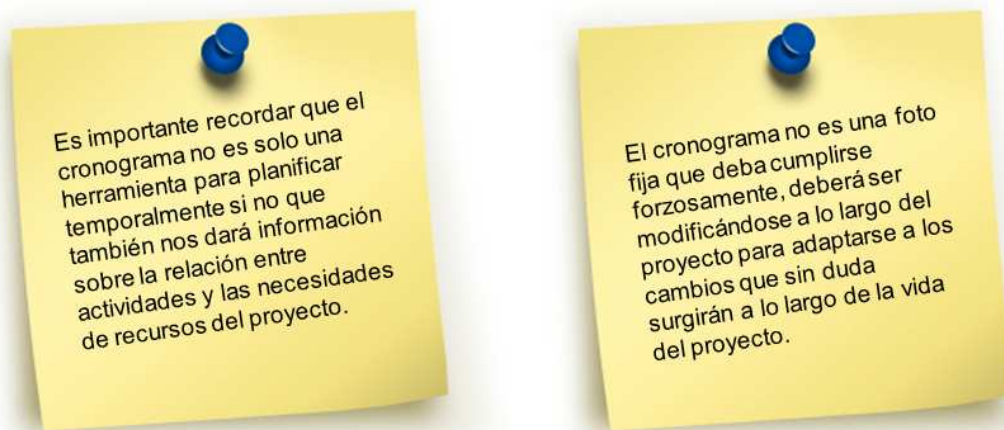 Es importante recordar que el
cronograma no es solo una
herramienta para planificar
temporalmente si no que
también nos dará información
sobre la relación entre
actividades y las necesidades
de recursos del proyecto.
El cronograma no es una foto
fija que deba cumplirse
forzosamente, deberá ser
modificándose a lo largo del
proyecto para adaptarse a los
cambios que sin duda
surgirán a lo largo de la vida
del proyecto.